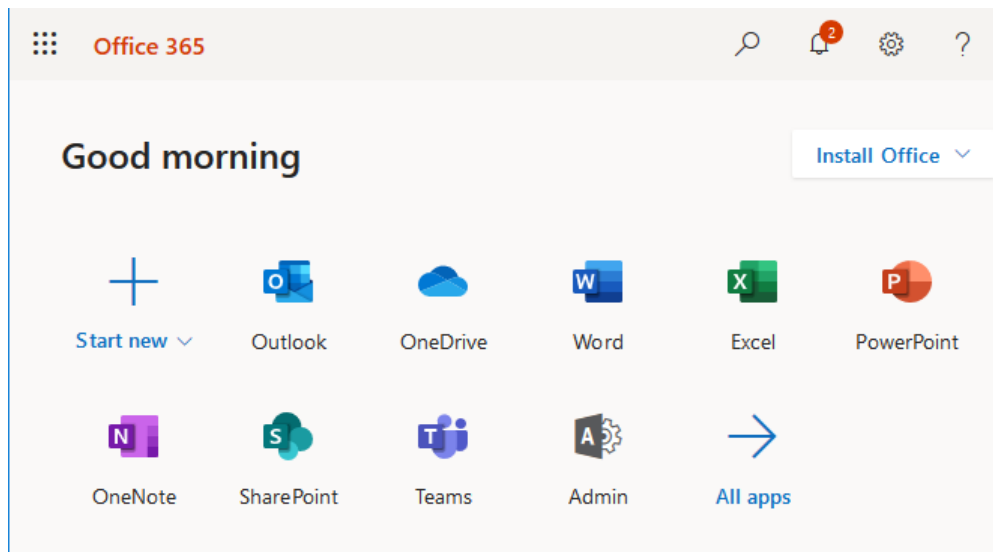 Office 365
2
?
Good morning
Install Office
O
W
X
P
Start new
Outlook
OneDrive
Word
Excel
PowerPoint
N
S
T
A
OneNote
SharePoint
Teams
Admin
All apps